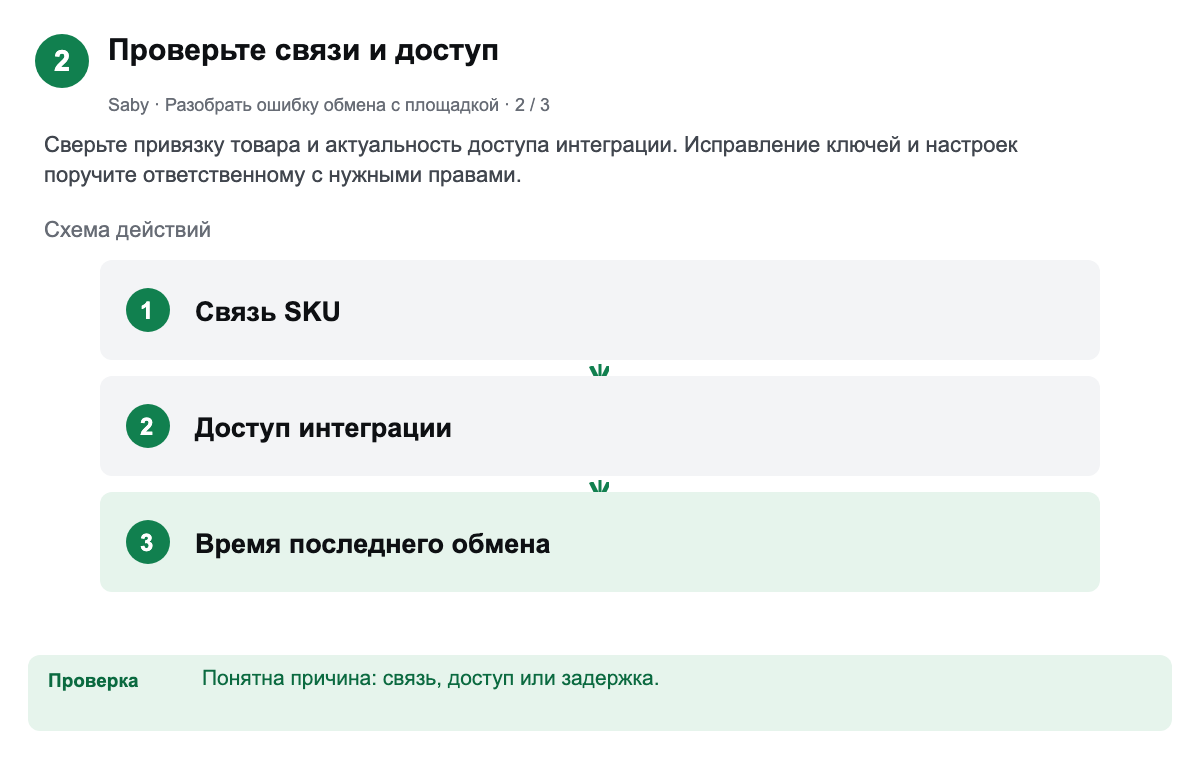 2
Проверьте связи и доступ
Saby · Разобрать ошибку обмена с площадкой · 2 / 3
Сверьте привязку товара и актуальность доступа интеграции. Исправление ключей и настроек
поручите ответственному с нужными правами.
Схема действий
1 Связь SKU
2 Доступ интеграции
3 Время последнего обмена
Проверка Понятна причина: связь, доступ или задержка.